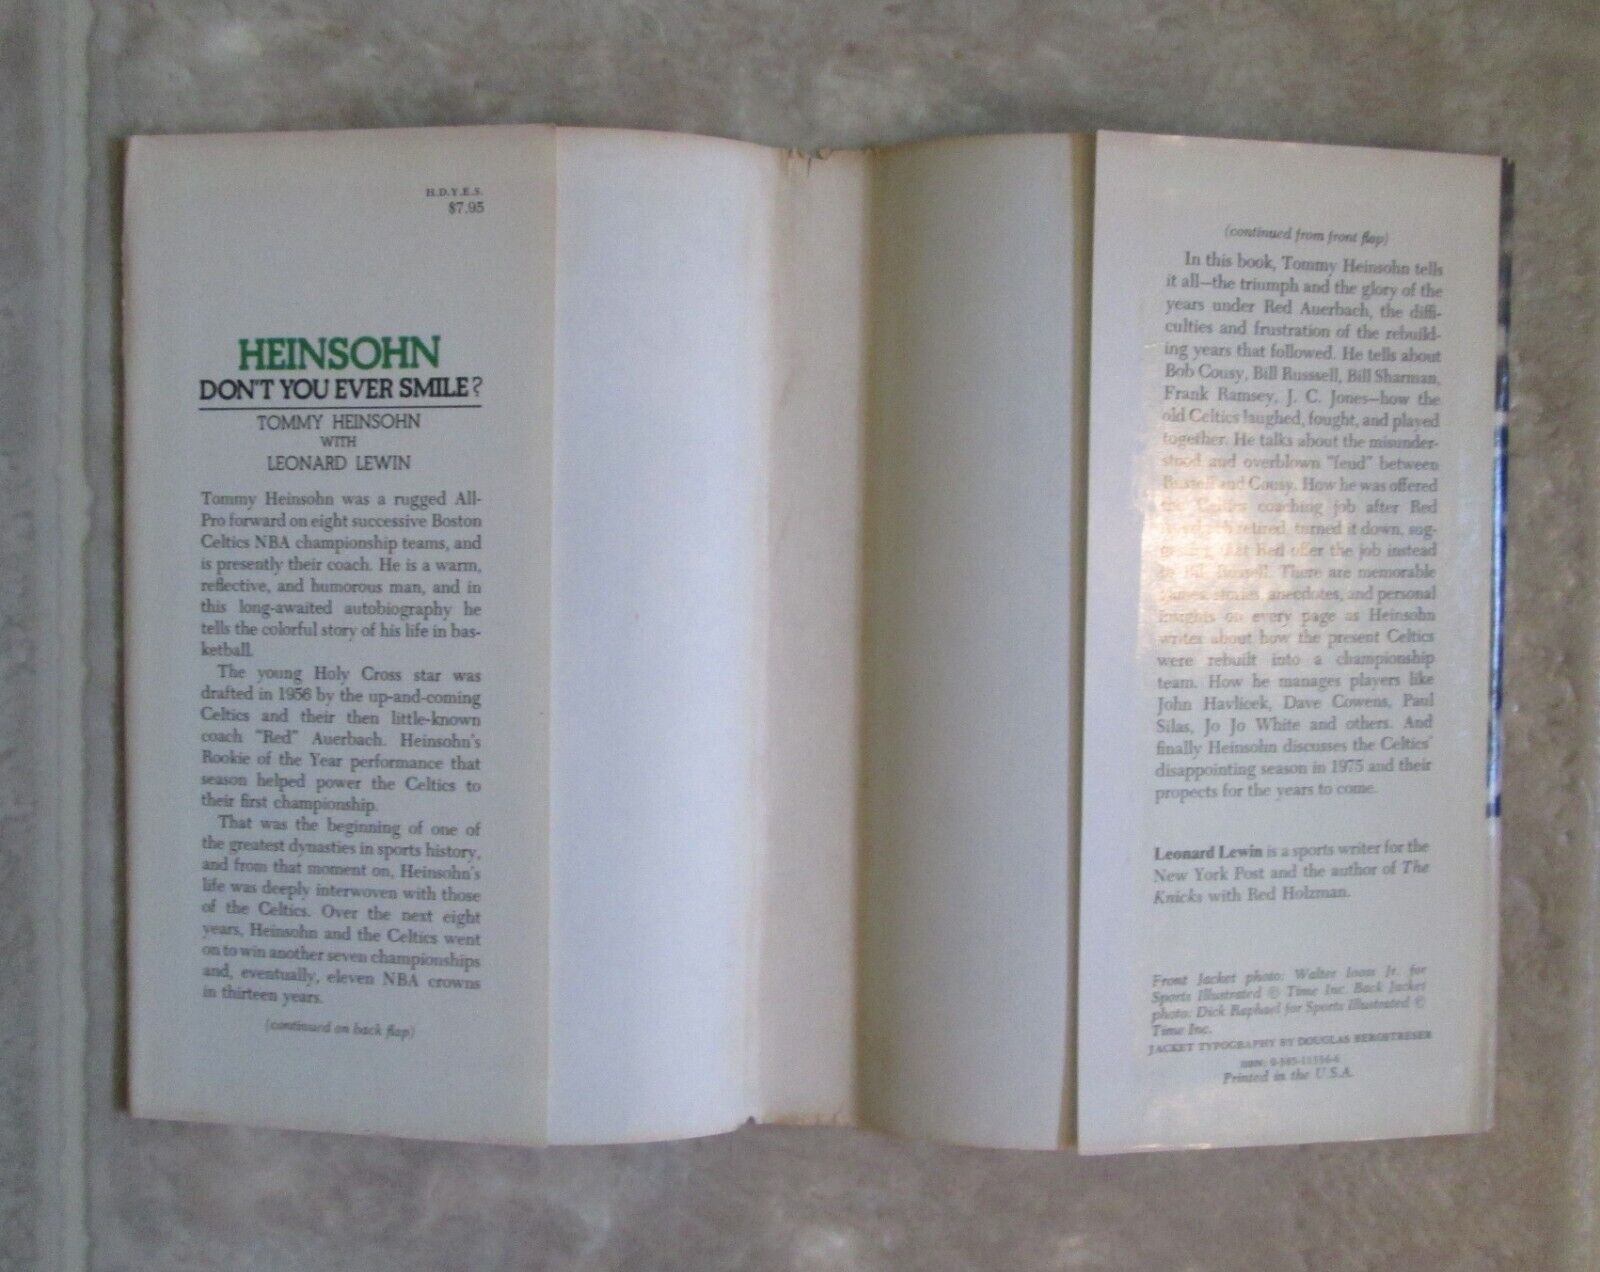 H.D.Y.E.S.
$7.95
HEINSOHN
DON'T YOU EVER SMILE?
TOMMY HEINSOHN
WITH
LEONARD LEWIN
Tommy Heinsohn was a rugged All-
Pro forward on eight successive Boston
Celtics NBA championship teams, and
is presently their coach. He is a warm,
reflective, and humorous man, and in
this long-awaited autobiography he
tells the colorful story of his life in bas-
ketball.
The young Holy Cross star was
drafted in 1956 by the up-and-coming
Celtics and their then little-known
coach "Red" Auerbach. Heinsohn's
Rookie of the Year performance that
season helped power the Celtics to
their first championship.
That was the beginning of one of
the greatest dynasties in sports history,
and from that moment on, Heinsohn's
life was deeply interwoven with those
of the Celtics. Over the next eight
years, Heinsohn and the Celtics went
on to win another seven championships
and, eventually, eleven NBA crowns
in thirteen years.
(continued on back flap)
(continued from front flap)
In this book, Tommy Heinsohn tells
it all—the triumph and the glory of the
years under Red Auerbach, the diffi-
culties and frustration of the rebuild-
ing years that followed. He tells about
Bob Cousy, Bill Russsell, Bill Sharman,
Frank Ramsey, J. C. Jones—how the
old Celtics laughed, fought, and played
together. He talks about the misunder-
stood and overblown "feud" between
Russell and Cousy. How he was offered
the Celtics coaching job after Red
retired, turned it down, sug-
that Red offer the job instead
Bill Russell. There are memorable
games, stories, anecdotes, and personal
insights on every page as Heinsohn
writes about how the present Celtics
were rebuilt into a championship
team. How he manages players like
John Havlicek, Dave Cowens, Paul
Silas, Jo Jo White and others. And
finally Heinsohn discusses the Celtics'
disappointing season in 1975 and their
propects for the years to come.
Leonard Lewin is a sports writer for the
New York Post and the author of The
Knicks with Red Holzman.
Front Jacket photo: Walter Iooss Jr. for
Sports Illustrated © Time Inc. Back Jacket
photo: Dick Raphael for Sports Illustrated ©
Time Inc.
JACKET TYPOGRAPHY BY DOUGLAS BERGSTRESER
ISBN: 0-385-11356-6
Printed in the U.S.A.